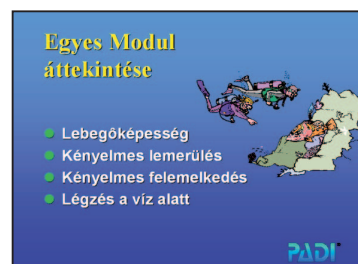 Egyes Modul
áttekintése
Lebegôképesség
Kényelmes lemerülés
Kényelmes felemelkedés
Légzés a víz alatt
PADI